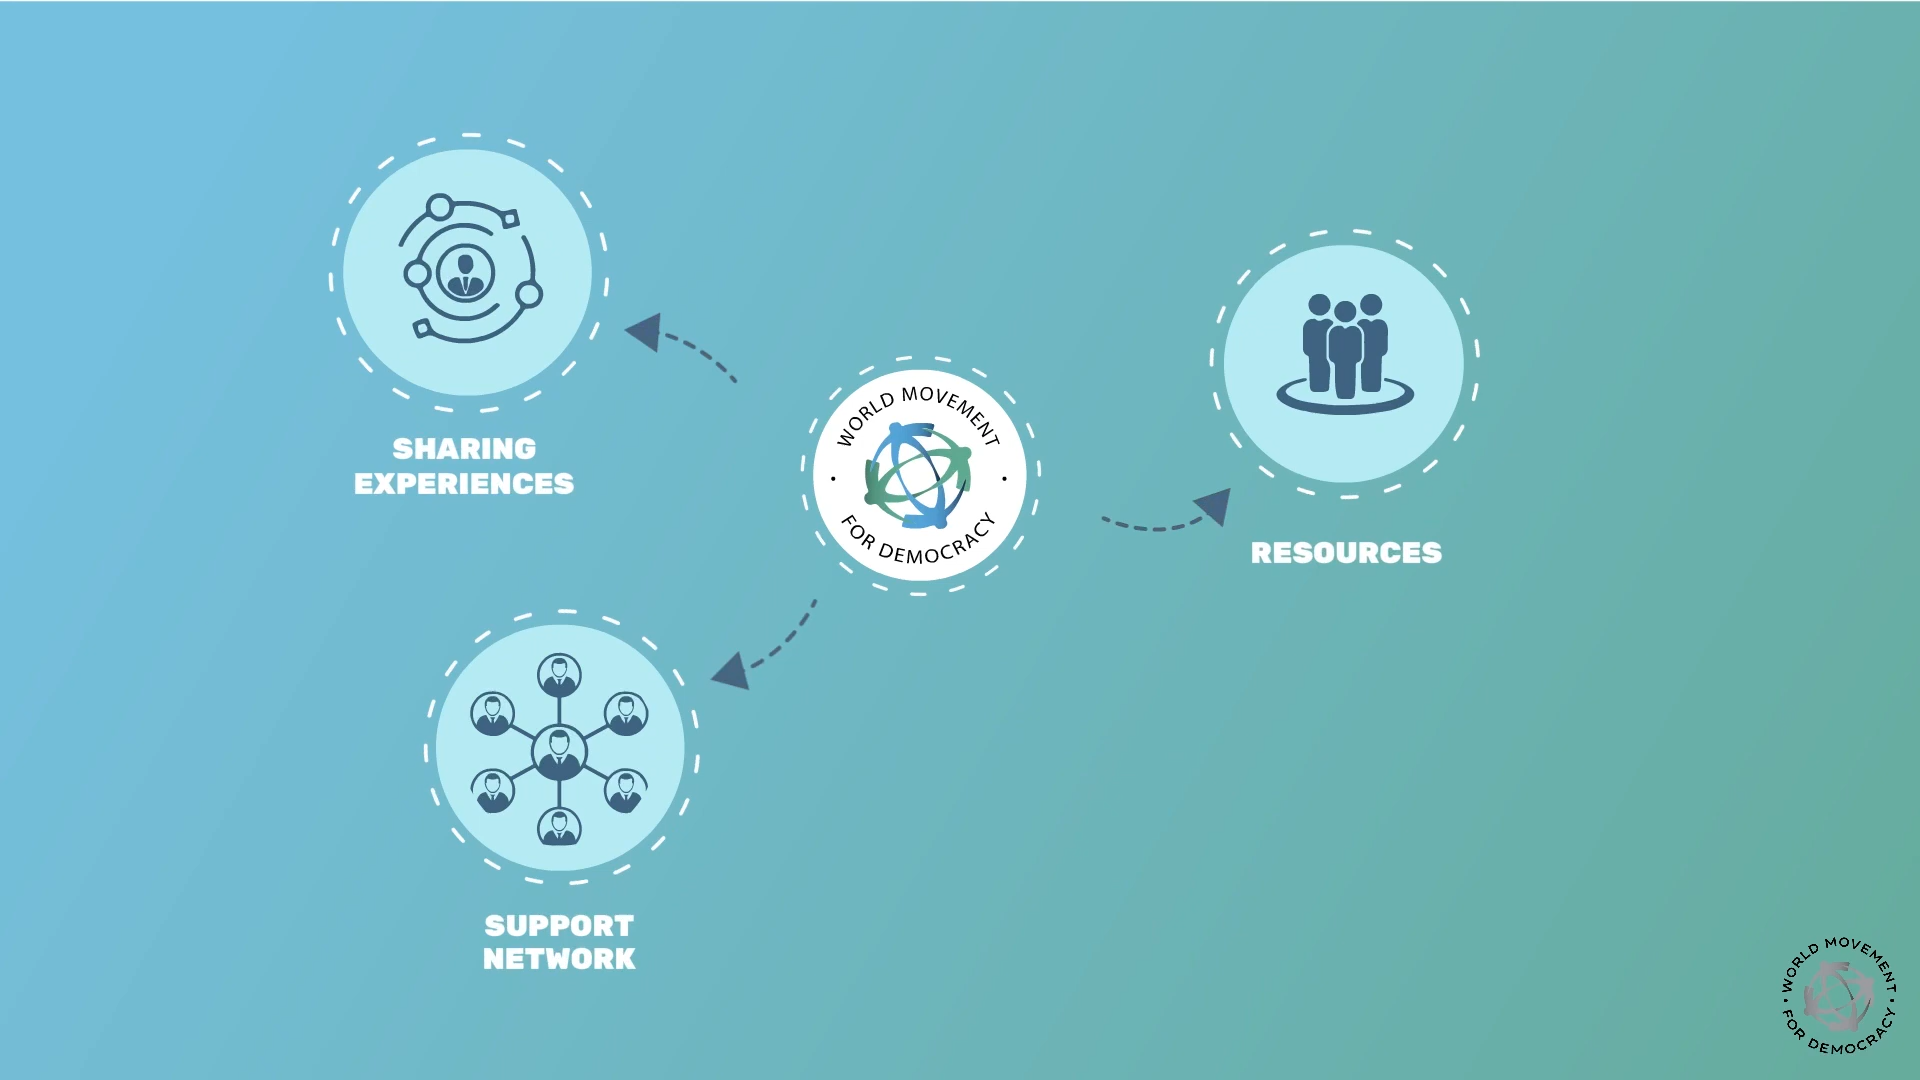 SHARING
EXPERIENCES
WORLD MOVEMENT
FOR DEMOCRACY
RESOURCES
SUPPORT
NETWORK
WORLD MOVEMENT
FOR DEMOCRACY